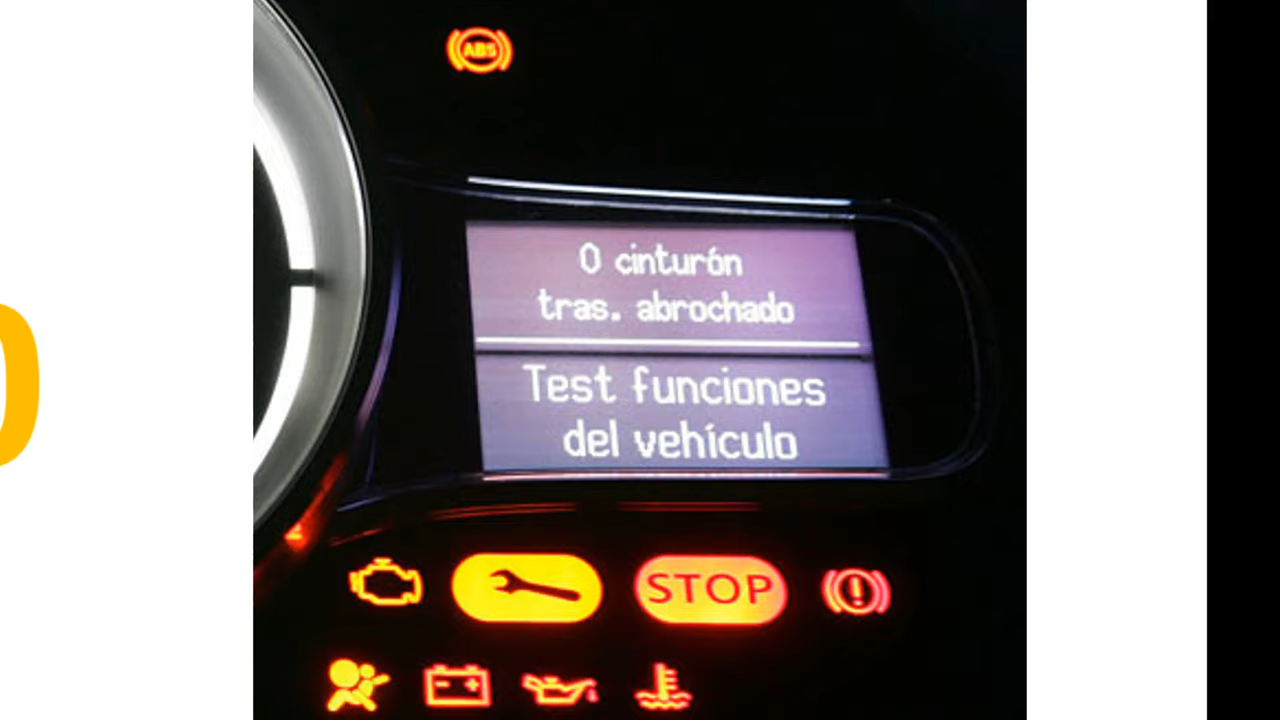 ABS
0 cinturón
tras. abrochado
Test funciones
del vehículo
STOP